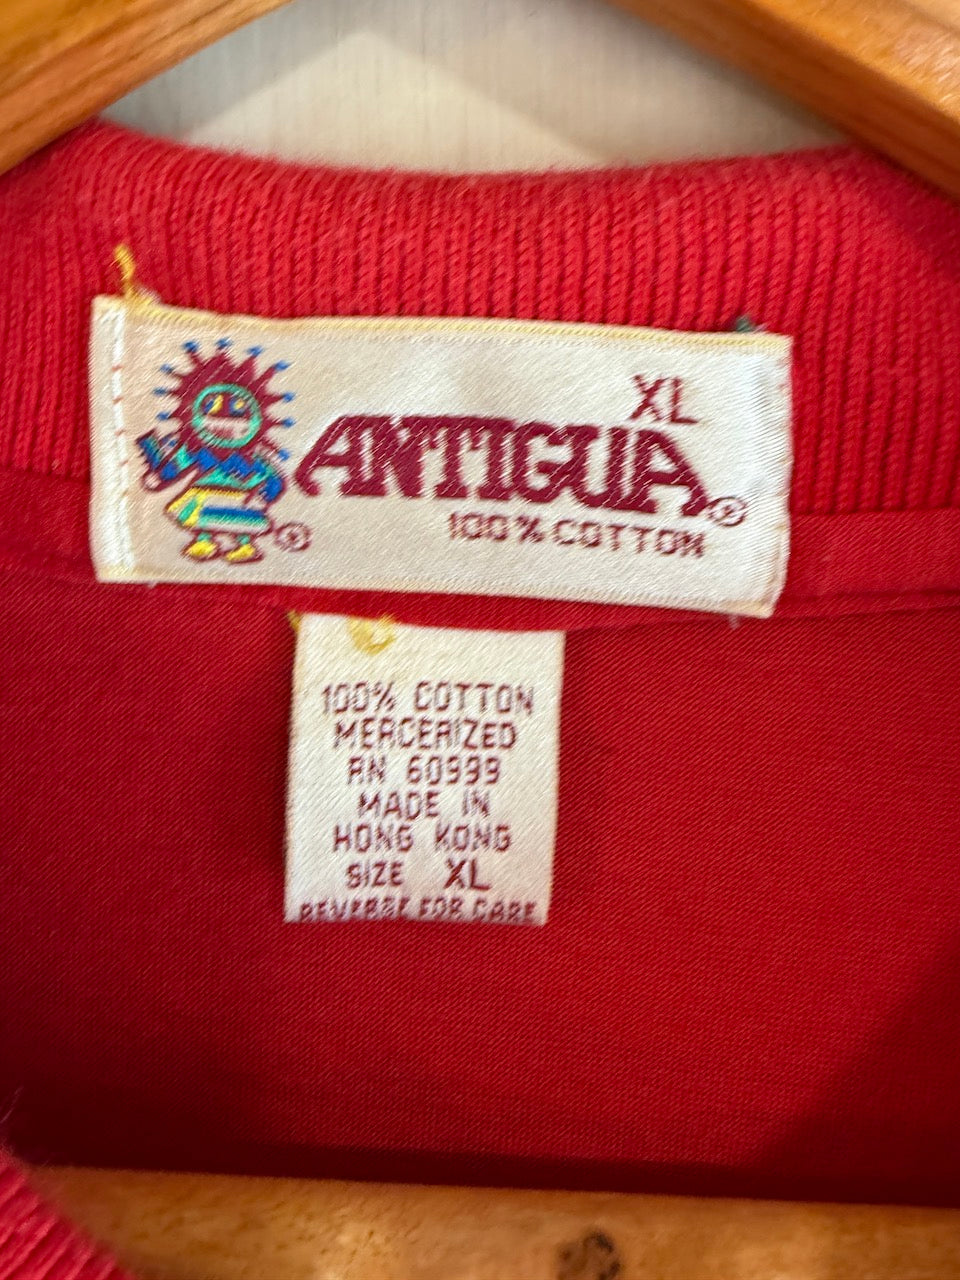 XL
ANTIGUA®
100% COTTON
®
100% COTTON
MERCERIZED
RN 60999
MADE IN
HONG KONG
SIZE XL
REVERSE FOR CARE